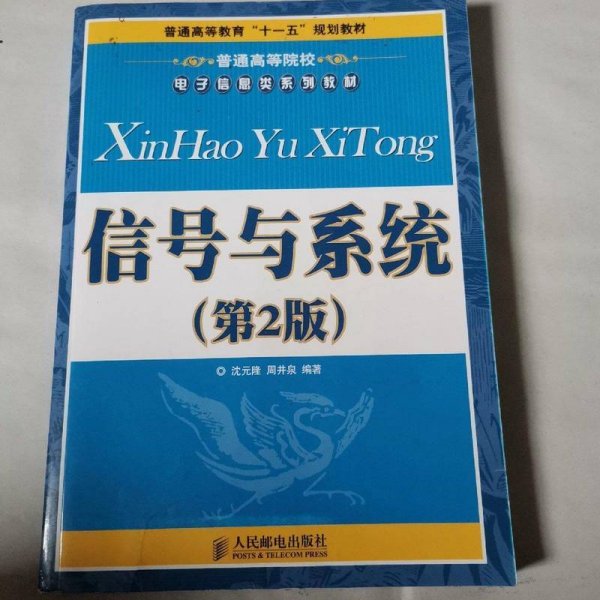 普通高等教育“十一五”规划教材
普通高等院校
电子信息类系列教材
XinHao Yu XiTong
信号与系统
(第2版)
◎ 沈元隆 周井泉 编著
人民邮电出版社
POSTS & TELECOM PRESS